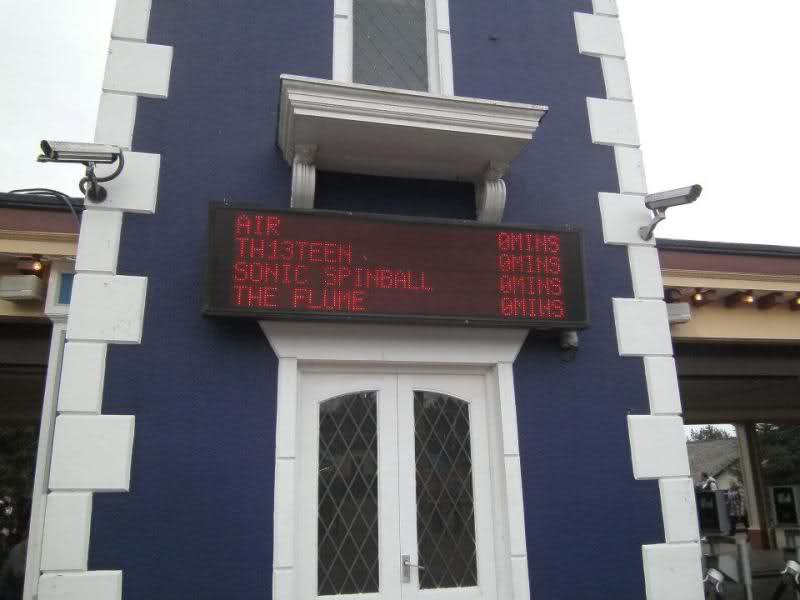 AIR 0MINS
TH13TEEN 0MINS
SONIC SPINBALL 0MINS
THE FLUME 0MINS